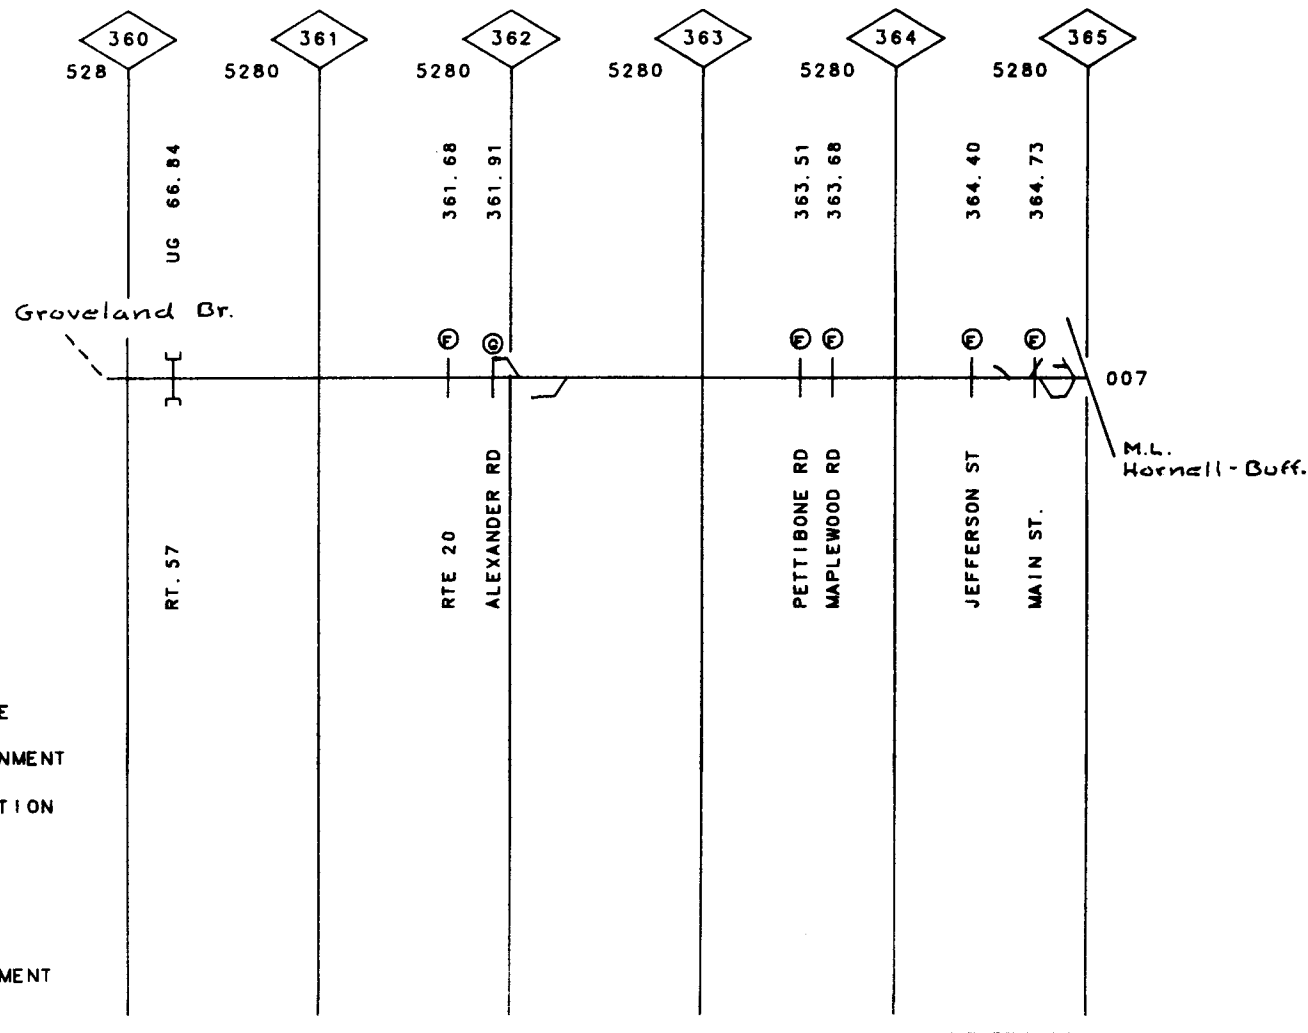 360 361 362 363 364 365
528 5280 5280 5280 5280 5280
UG 66.84
361.68
361.91
363.51
363.68
364.40
364.73
Groveland Br.
F G F F F F
007
M.L.
Hornell-Buff.
RT.57
RTE 20
ALEXANDER RD
PETTIBONE RD
MAPLEWOOD RD
JEFFERSON ST
MAIN ST.
E
NMENT
TION
MENT